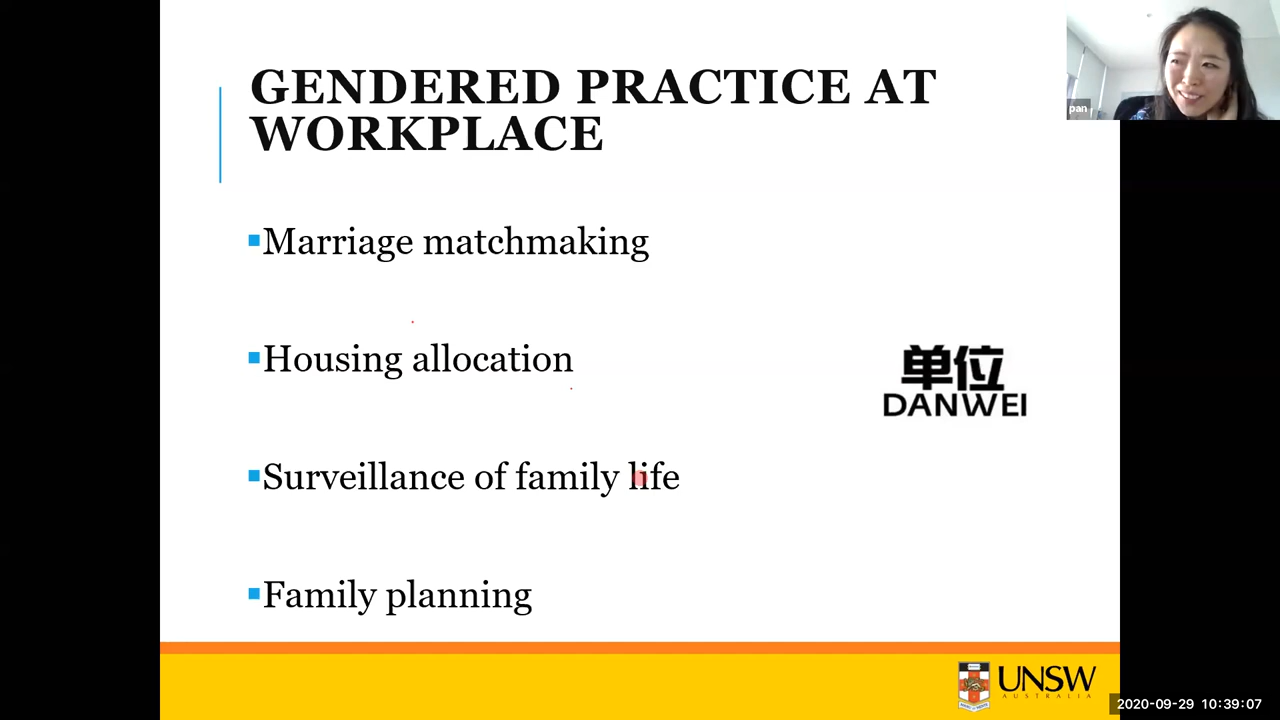 GENDERED PRACTICE AT
WORKPLACE
pan
Marriage matchmaking
Housing allocation
单位
DANWEI
Surveillance of family life
Family planning
UNSW
AUSTRALIA
2020-09-29 10:39:07